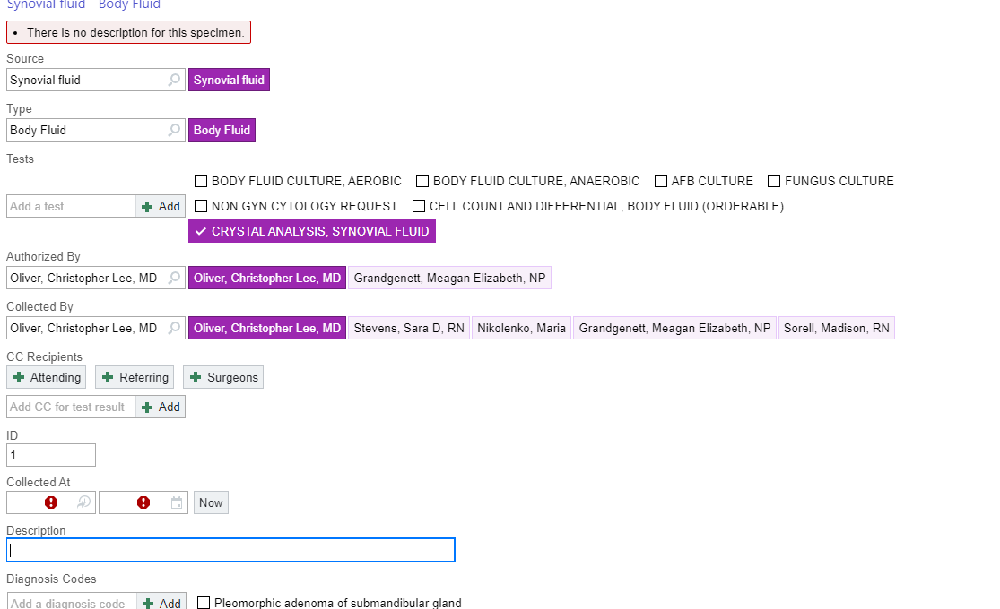 Synovial fluid - Body Fluid
• There is no description for this specimen.
Source
Synovial fluid Synovial fluid
Type
Body Fluid Body Fluid
Tests
BODY FLUID CULTURE, AEROBIC BODY FLUID CULTURE, ANAEROBIC AFB CULTURE FUNGUS CULTURE
Add a test Add NON GYN CYTOLOGY REQUEST CELL COUNT AND DIFFERENTIAL, BODY FLUID (ORDERABLE)
CRYSTAL ANALYSIS, SYNOVIAL FLUID
Authorized By
Oliver, Christopher Lee, MD Oliver, Christopher Lee, MD Grandgenett, Meagan Elizabeth, NP
Collected By
Oliver, Christopher Lee, MD Oliver, Christopher Lee, MD Stevens, Sara D, RN Nikolenko, Maria Grandgenett, Meagan Elizabeth, NP Sorell, Madison, RN
CC Recipients
Attending Referring Surgeons
Add CC for test result Add
ID
1
Collected At
Now
Description
Diagnosis Codes
Add a diagnosis code Add Pleomorphic adenoma of submandibular gland